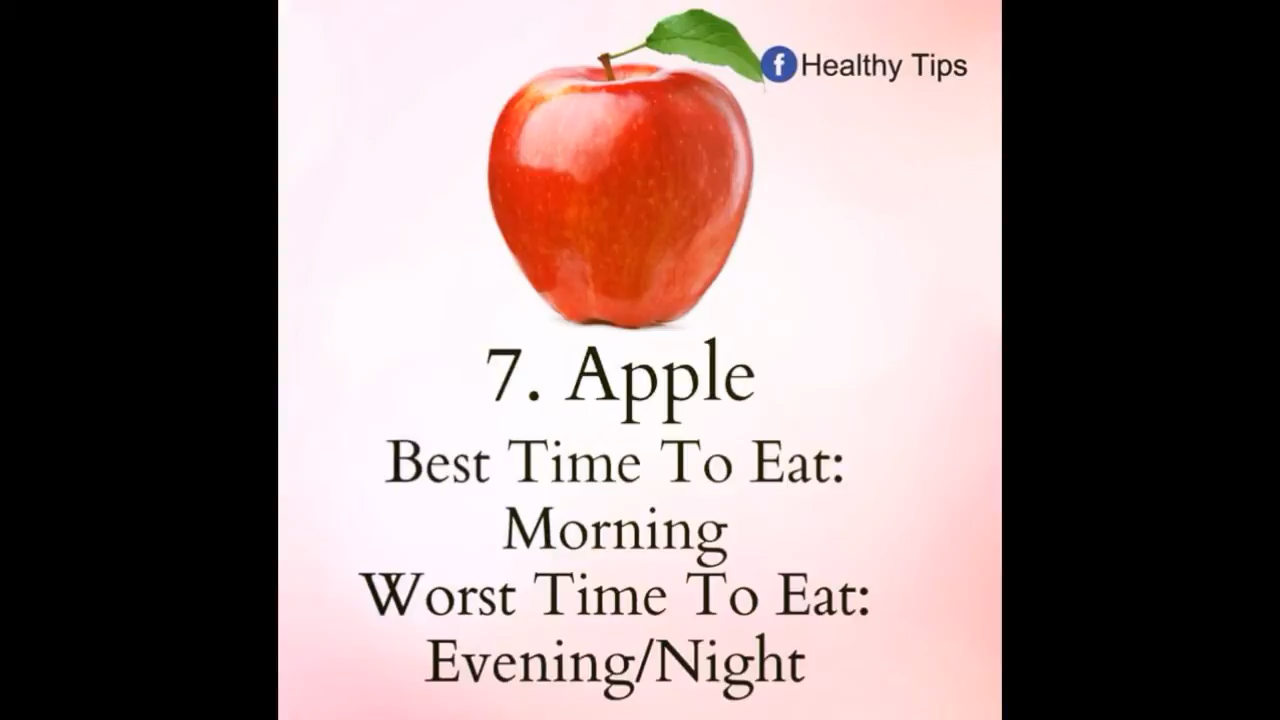 Healthy Tips
7. Apple
Best Time To Eat:
Morning
Worst Time To Eat:
Evening/Night